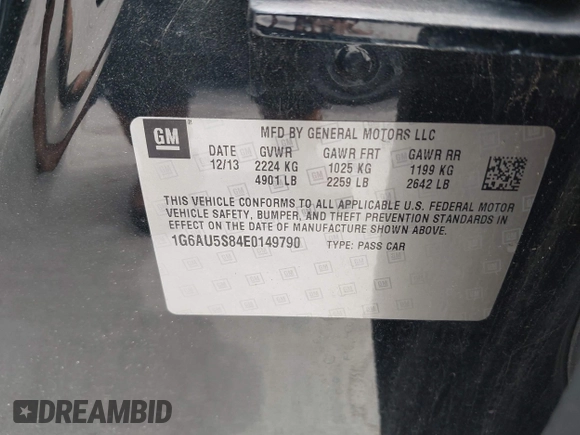 GM
MFD BY GENERAL MOTORS LLC
DATE GVWR GAWR FRT GAWR RR
12/13 2224 KG 1025 KG 1199 KG
4901 LB 2259 LB 2642 LB
THIS VEHICLE CONFORMS TO ALL APPLICABLE U.S. FEDERAL MOTOR
VEHICLE SAFETY, BUMPER, AND THEFT PREVENTION STANDARDS IN
EFFECT ON THE DATE OF MANUFACTURE SHOWN ABOVE.
1G6AU5S84E0149790 TYPE: PASS CAR
DREAMBID